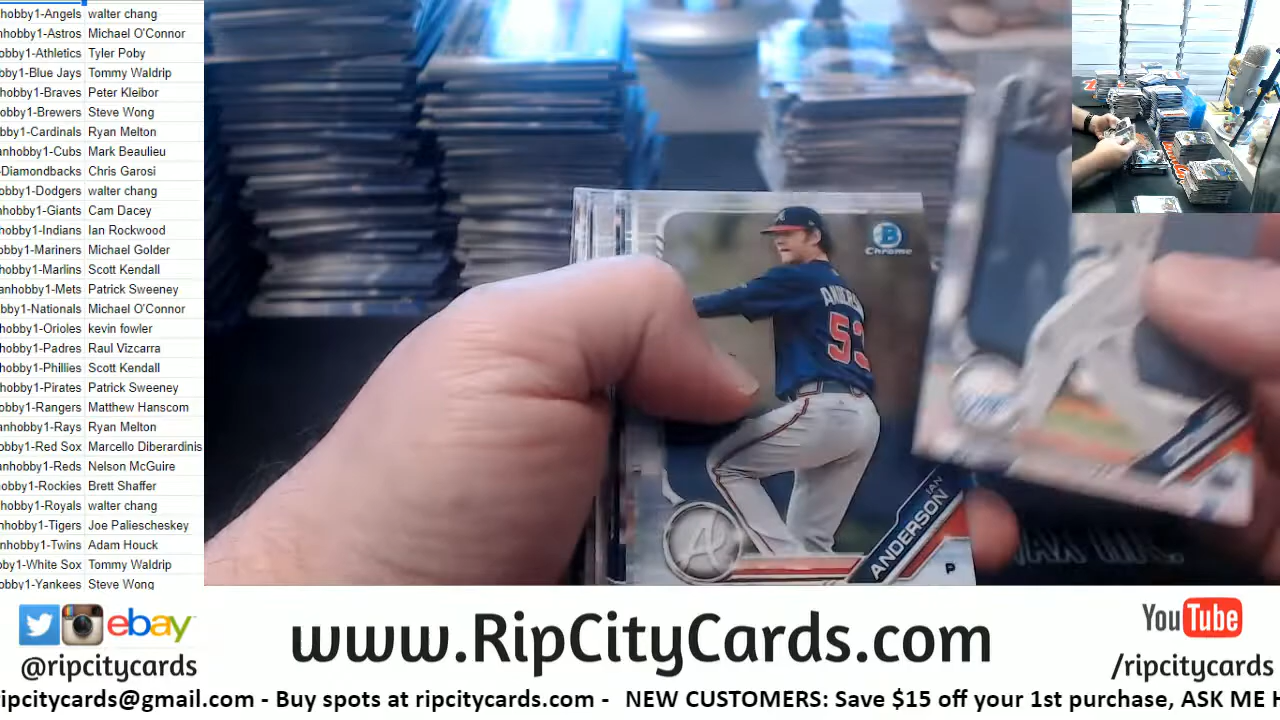 hobby1-Angels walter chang
nhobby1-Astros Michael O'Connor
obby1-Athletics Tyler Poby
bby1-Blue Jays Tommy Waldrip
hobby1-Braves Peter Kleibor
hobby1-Brewers Steve Wong
obby1-Cardinals Ryan Melton
anhobby1-Cubs Mark Beaulieu
-Diamondbacks Chris Garosi
obby1-Dodgers walter chang
nhobby1-Giants Cam Dacey
hobby1-Indians Ian Rockwood
obby1-Mariners Michael Golder
hobby1-Marlins Scott Kendall
anhobby1-Mets Patrick Sweeney
bby1-Nationals Michael O'Connor
hobby1-Orioles kevin fowler
hobby1-Padres Raul Vizcarra
hobby1-Phillies Scott Kendall
hobby1-Pirates Patrick Sweeney
obby1-Rangers Matthew Hanscom
anhobby1-Rays Ryan Melton
obby1-Red Sox Marcello Diberardinis
anhobby1-Reds Nelson McGuire
hobby1-Rockies Brett Shaffer
hobby1-Royals walter chang
nhobby1-Tigers Joe Paliescheskey
nhobby1-Twins Adam Houck
bby1-White Sox Tommy Waldrip
obby1-Yankees Steve Wong
B
Chrome
53
IAN
ANDERSON
P
ebay
@ripcitycards
www.RipCityCards.com
YouTube
/ripcitycards
ripcitycards@gmail.com - Buy spots at ripcitycards.com - NEW CUSTOMERS: Save $15 off your 1st purchase, ASK ME H